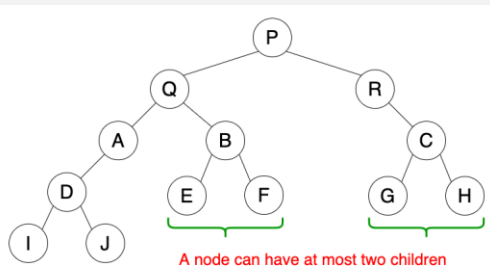 P
Q R
A B C
D E F G H
I J
A node can have at most two children